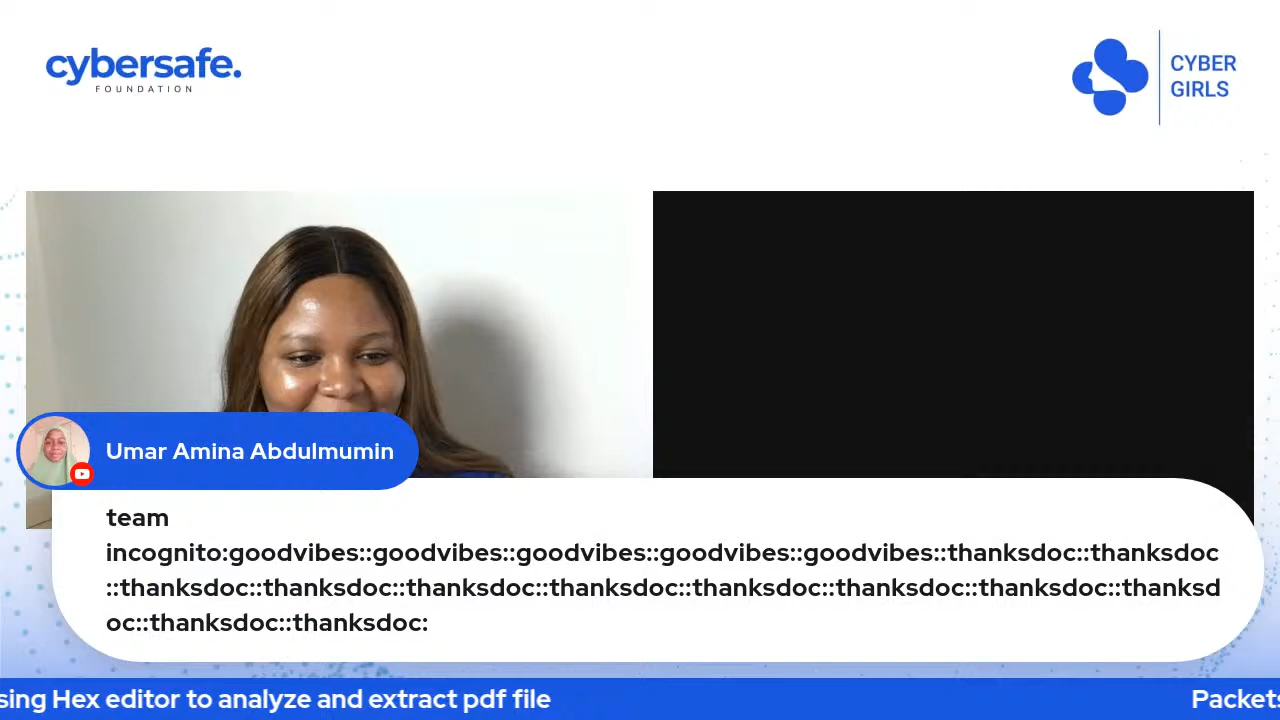 cybersafe.
FOUNDATION
CYBER
GIRLS
Umar Amina Abdulmumin
team
incognito:goodvibes::goodvibes::goodvibes::goodvibes::goodvibes::thanksdoc::thanksdoc
::thanksdoc::thanksdoc::thanksdoc::thanksdoc::thanksdoc::thanksdoc::thanksdoc::thanksd
oc::thanksdoc::thanksdoc:
sing Hex editor to analyze and extract pdf file
Packets